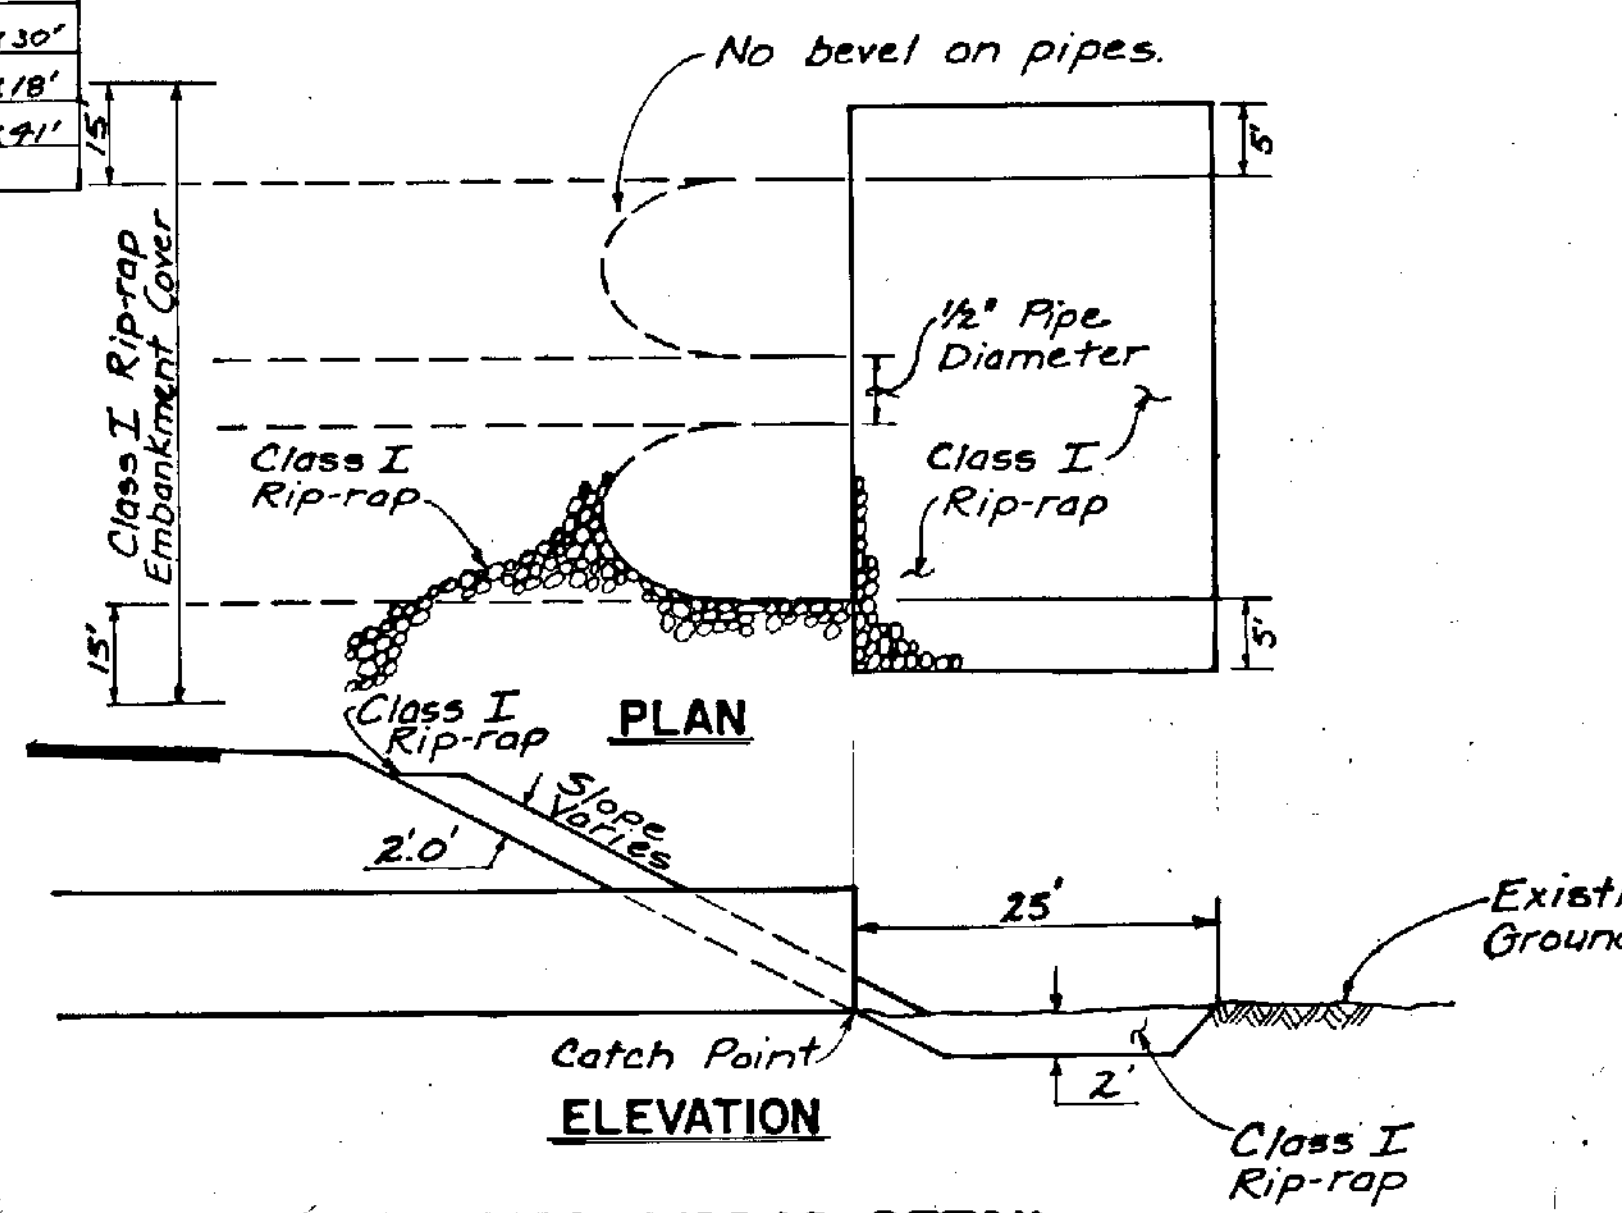 30'
18'
41'
No bevel on pipes.
15'
5'
Class I Rip-rap
Embankment Cover
1/2" Pipe
Diameter
Class I
Rip-rap
Class I
Rip-rap
15'
5'
Class I
Rip-rap
PLAN
Slope
Varies
2'.0'
25'
Existi
Groun
Catch Point
2'
ELEVATION
Class I
Rip-rap